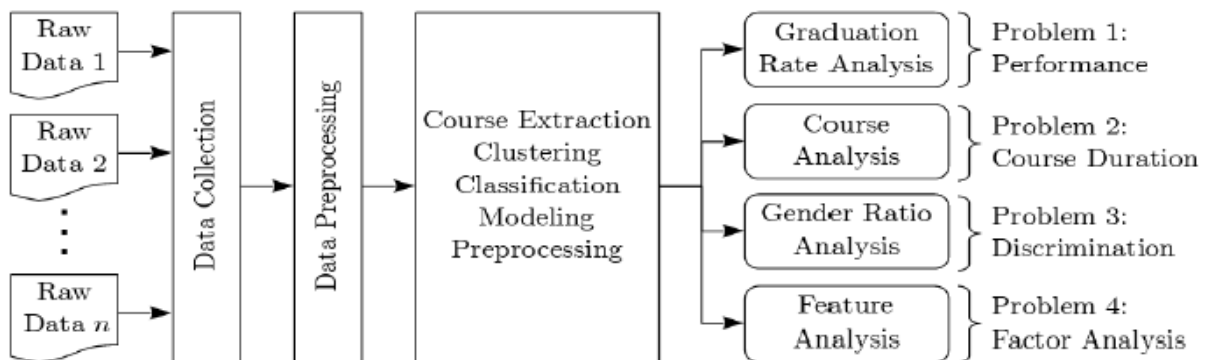 Raw
Data 1
Raw
Data 2
Raw
Data n
Data Collection
Data Preprocessing
Course Extraction
Clustering
Classification
Modeling
Preprocessing
Graduation
Rate Analysis
Problem 1:
Performance
Course
Analysis
Problem 2:
Course Duration
Gender Ratio
Analysis
Problem 3:
Discrimination
Feature
Analysis
Problem 4:
Factor Analysis